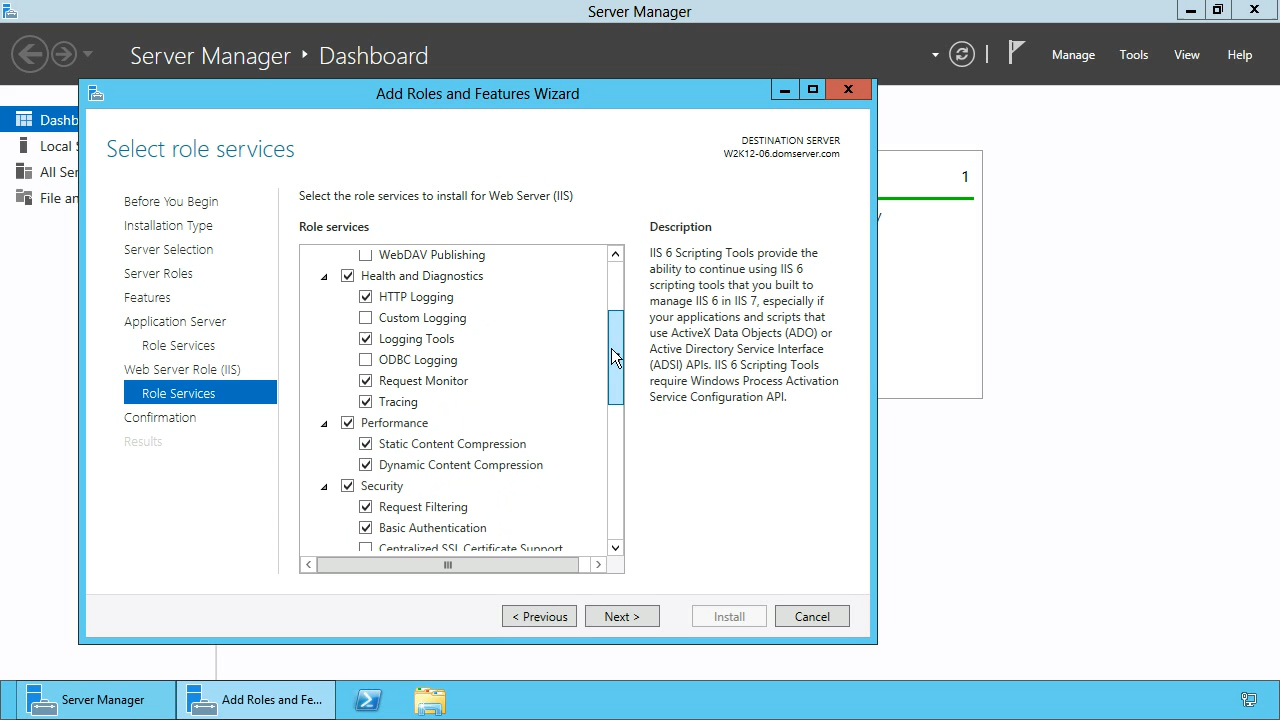 Server Manager
Server Manager ‣ Dashboard
Manage
Tools
View
Help
Add Roles and Features Wizard
Dashb
Local S
All Ser
File an
1
Select role services
DESTINATION SERVER
W2K12-06.domserver.com
Before You Begin
Installation Type
Server Selection
Server Roles
Features
Application Server
Role Services
Web Server Role (IIS)
Role Services
Confirmation
Results
Select the role services to install for Web Server (IIS)
Role services
WebDAV Publishing
Health and Diagnostics
HTTP Logging
Custom Logging
Logging Tools
ODBC Logging
Request Monitor
Tracing
Performance
Static Content Compression
Dynamic Content Compression
Security
Request Filtering
Basic Authentication
Centralized SSL Certificate Support
Description
IIS 6 Scripting Tools provide the
ability to continue using IIS 6
scripting tools that you built to
manage IIS 6 in IIS 7, especially if
your applications and scripts that
use ActiveX Data Objects (ADO) or
Active Directory Service Interface
(ADSI) APIs. IIS 6 Scripting Tools
require Windows Process Activation
Service Configuration API.
< Previous
Next >
Install
Cancel
Server Manager
Add Roles and Fe...